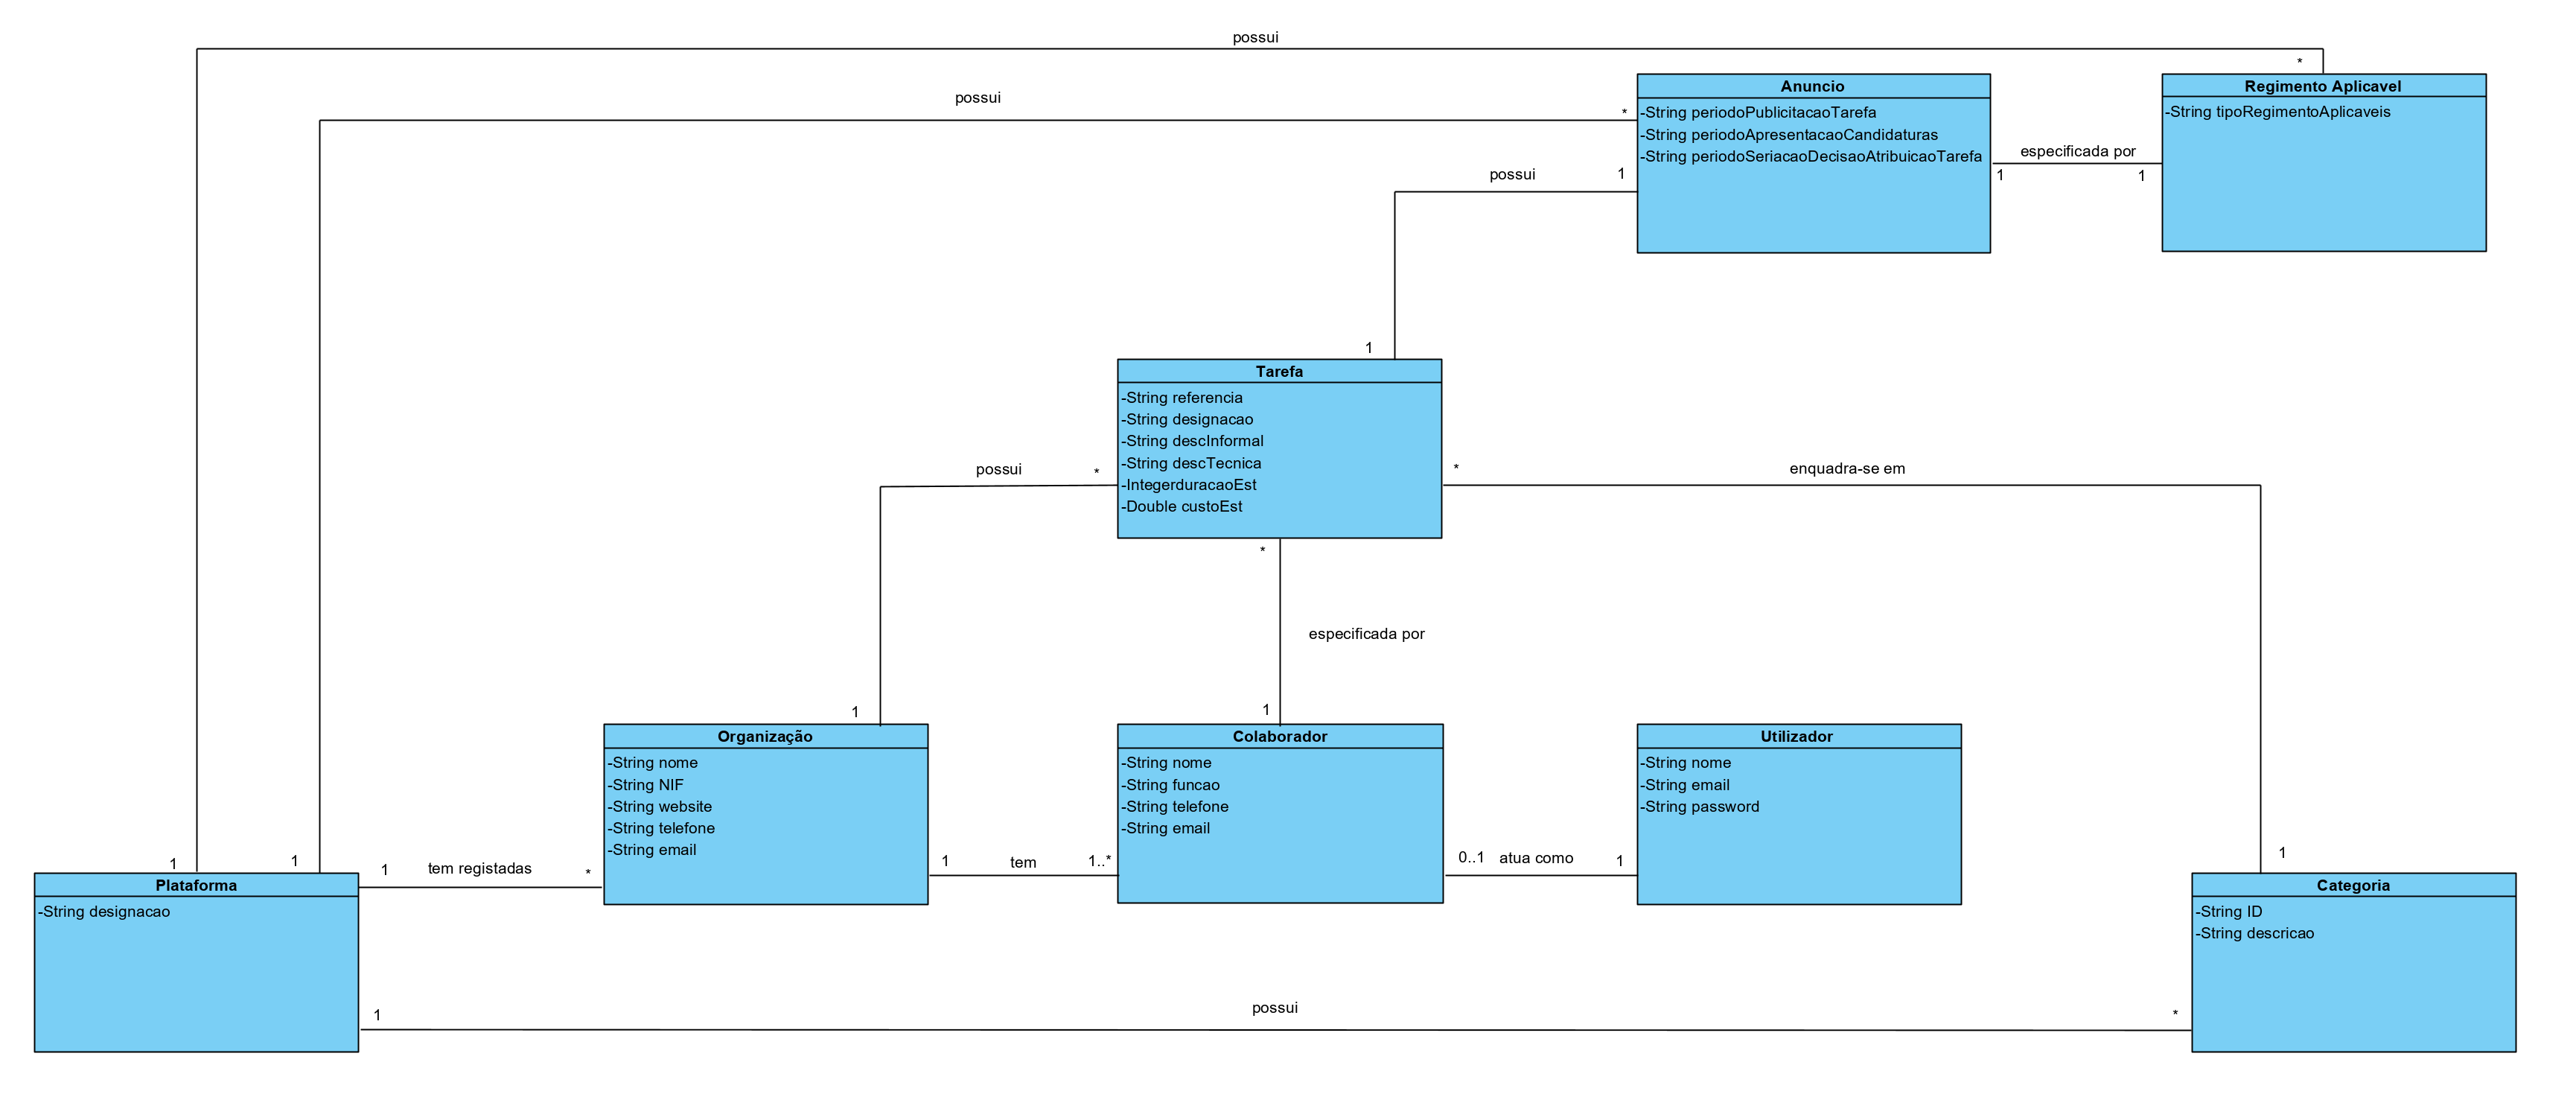 possui
*
possui
*
Anuncio
-String periodoPublicitacaoTarefa
-String periodoApresentacaoCandidaturas
-String periodoSeriacaoDecisaoAtribuicaoTarefa
Regimento Aplicavel
-String tipoRegimentoAplicaveis
especificada por
1
1
possui
1
1
Tarefa
-String referencia
-String designacao
-String descInformal
-String descTecnica
-IntegerduracaoEst
-Double custoEst
possui
*
*
enquadra-se em
*
especificada por
1
1
Organização
-String nome
-String NIF
-String website
-String telefone
-String email
Colaborador
-String nome
-String funcao
-String telefone
-String email
Utilizador
-String nome
-String email
-String password
1
1
1
tem registadas
*
1
tem
1..*
0..1
atua como
1
1
Plataforma
-String designacao
Categoria
-String ID
-String descricao
1
possui
*